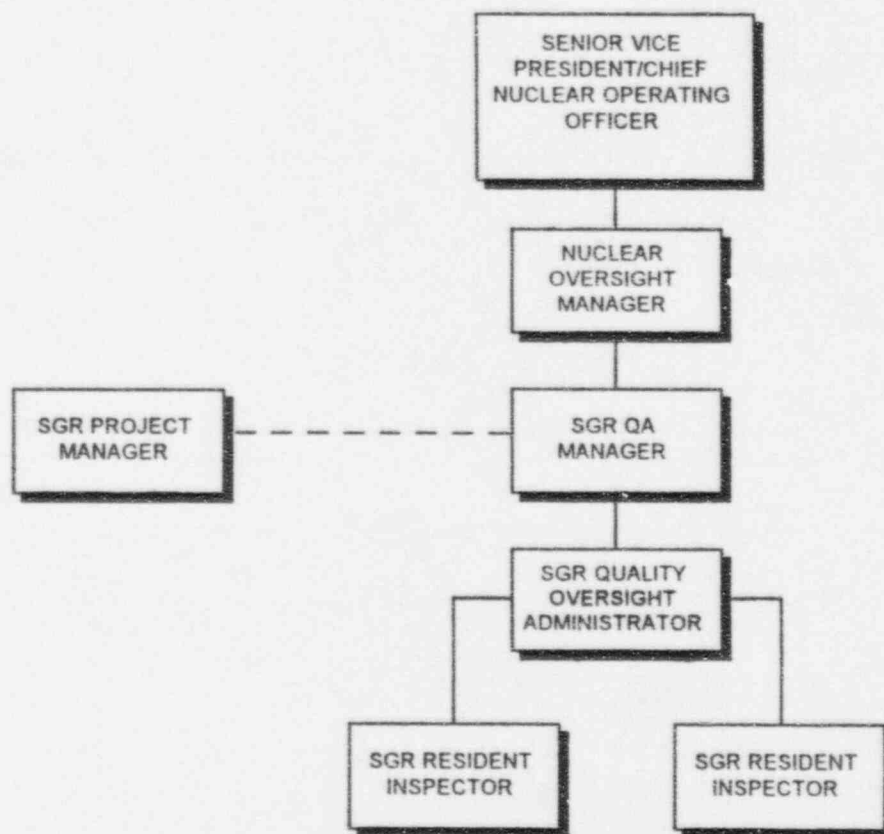 SENIOR VICE
PRESIDENT/CHIEF
NUCLEAR OPERATING
OFFICER
NUCLEAR
OVERSIGHT
MANAGER
SGR PROJECT
MANAGER
SGR QA
MANAGER
SGR QUALITY
OVERSIGHT
ADMINISTRATOR
SGR RESIDENT
INSPECTOR
SGR RESIDENT
INSPECTOR